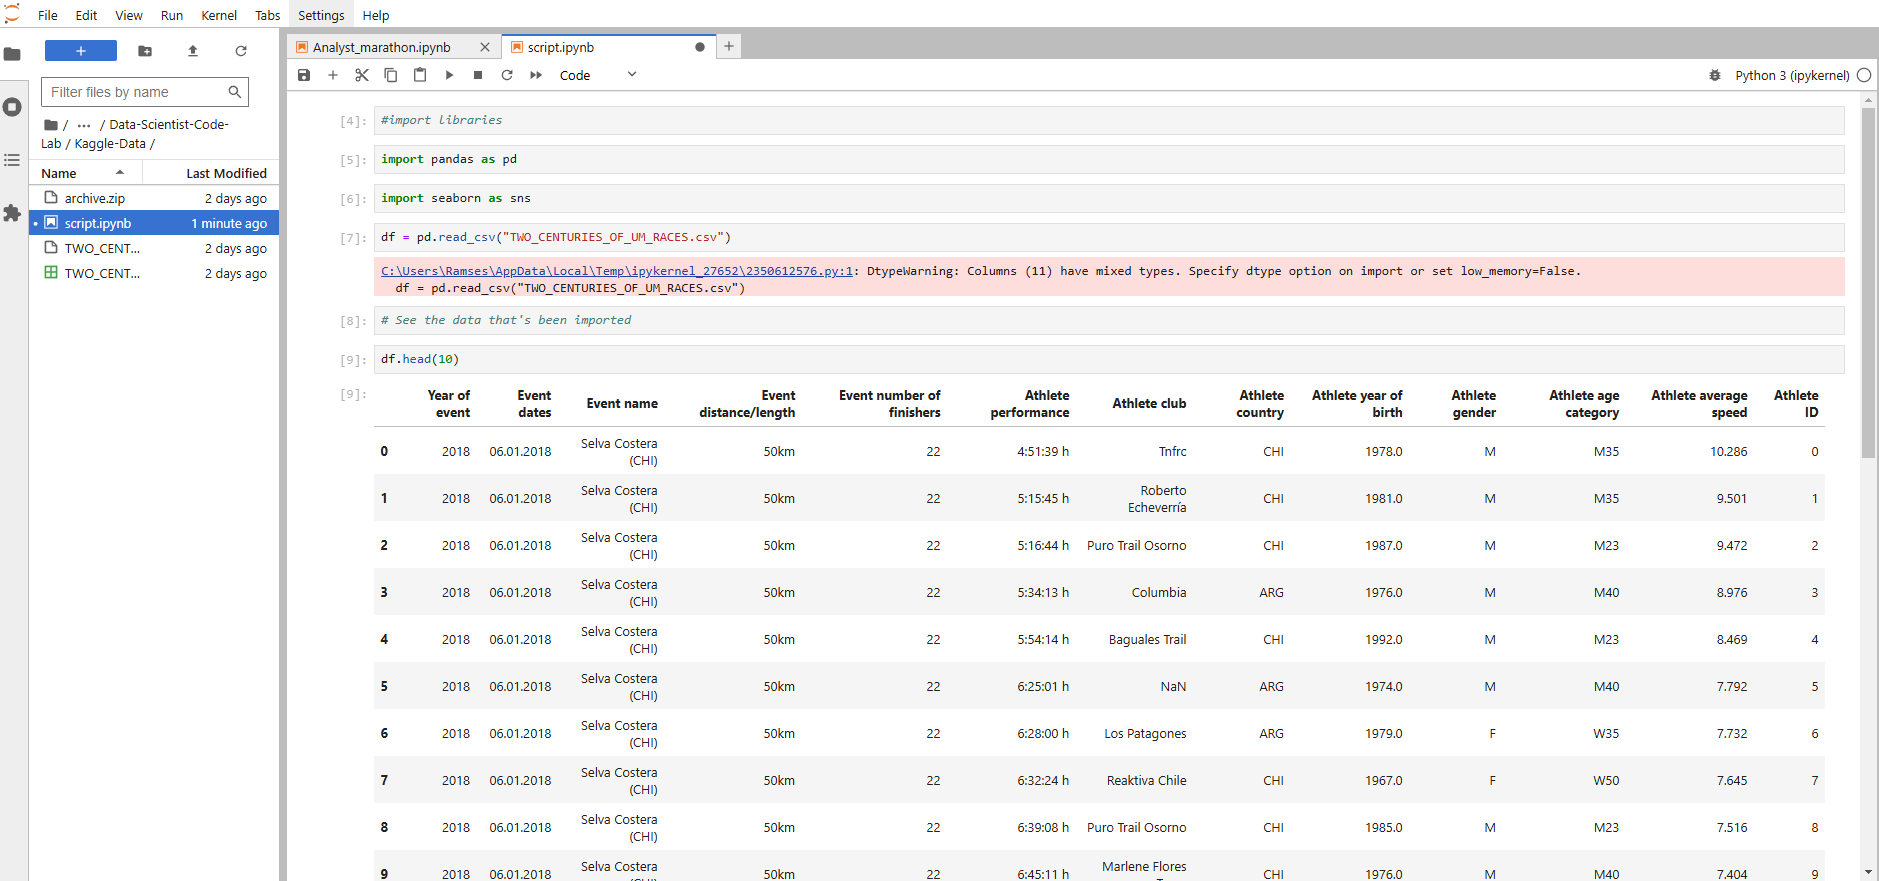 File Edit View Run Kernel Tabs Settings Help
+
Filter files by name
/ ... / Data-Scientist-Code-
Lab / Kaggle-Data /
Name Last Modified
archive.zip 2 days ago
script.ipynb 1 minute ago
TWO_CENT... 2 days ago
TWO_CENT... 2 days ago
Analyst_marathon.ipynb script.ipynb
Code Python 3 (ipykernel)
[4]: #import libraries
[5]: import pandas as pd
[6]: import seaborn as sns
[7]: df = pd.read_csv("TWO_CENTURIES_OF_UM_RACES.csv")
C:\Users\Ramses\AppData\Local\Temp\ipykernel_27652\2350612576.py:1: DtypeWarning: Columns (11) have mixed types. Specify dtype option on import or set low_memory=False.
df = pd.read_csv("TWO_CENTURIES_OF_UM_RACES.csv")
[8]: # See the data that's been imported
[9]: df.head(10)
[9]:
Year of event Event dates Event name Event distance/length Event number of finishers Athlete performance Athlete club Athlete country Athlete year of birth Athlete gender Athlete age category Athlete average speed Athlete ID
0 2018 06.01.2018 Selva Costera (CHI) 50km 22 4:51:39 h Tnfrc CHI 1978.0 M M35 10.286 0
1 2018 06.01.2018 Selva Costera (CHI) 50km 22 5:15:45 h Roberto Echeverría CHI 1981.0 M M35 9.501 1
2 2018 06.01.2018 Selva Costera (CHI) 50km 22 5:16:44 h Puro Trail Osorno CHI 1987.0 M M23 9.472 2
3 2018 06.01.2018 Selva Costera (CHI) 50km 22 5:34:13 h Columbia ARG 1976.0 M M40 8.976 3
4 2018 06.01.2018 Selva Costera (CHI) 50km 22 5:54:14 h Baguales Trail CHI 1992.0 M M23 8.469 4
5 2018 06.01.2018 Selva Costera (CHI) 50km 22 6:25:01 h NaN ARG 1974.0 M M40 7.792 5
6 2018 06.01.2018 Selva Costera (CHI) 50km 22 6:28:00 h Los Patagones ARG 1979.0 F W35 7.732 6
7 2018 06.01.2018 Selva Costera (CHI) 50km 22 6:32:24 h Reaktiva Chile CHI 1967.0 F W50 7.645 7
8 2018 06.01.2018 Selva Costera (CHI) 50km 22 6:39:08 h Puro Trail Osorno CHI 1985.0 M M23 7.516 8
9 2018 06.01.2018 Selva Costera 50km 22 6:45:11 h Marlene Flores CHI 1976.0 M M40 7.404 9